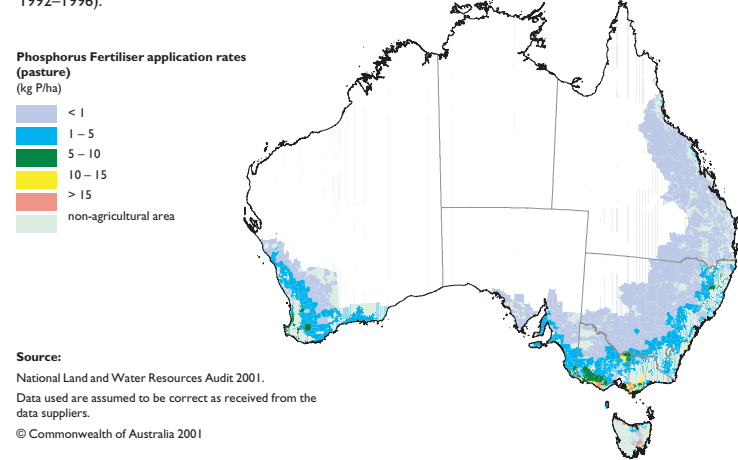 1992–1996).
Phosphorus Fertiliser application rates
(pasture)
(kg P/ha)
< 1
1 – 5
5 – 10
10 – 15
> 15
non-agricultural area
Source:
National Land and Water Resources Audit 2001.
Data used are assumed to be correct as received from the
data suppliers.
© Commonwealth of Australia 2001